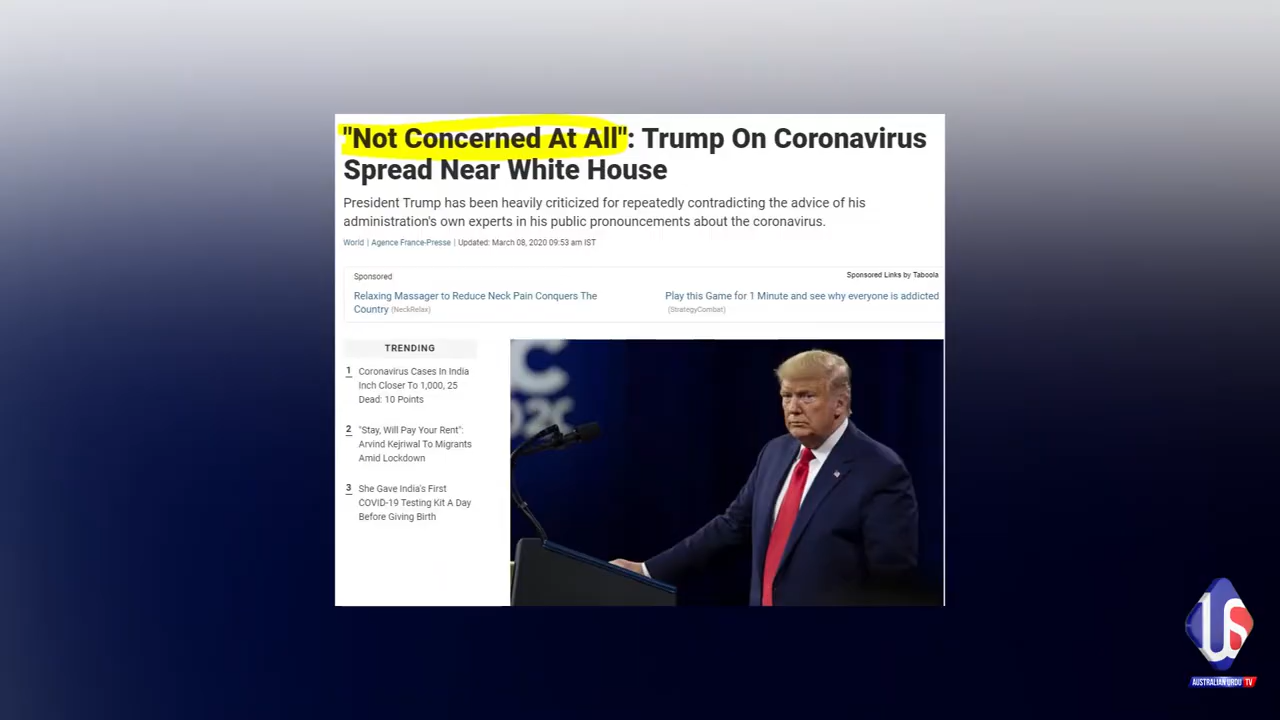 "Not Concerned At All": Trump On Coronavirus
Spread Near White House
President Trump has been heavily criticized for repeatedly contradicting the advice of his
administration's own experts in his public pronouncements about the coronavirus.
World | Agence France-Presse | Updated: March 08, 2020 09:53 am IST
Sponsored
Sponsored Links by Taboola
Relaxing Massager to Reduce Neck Pain Conquers The
Country (NeckRelax)
Play this Game for 1 Minute and see why everyone is addicted
(StrategyCombat)
TRENDING
1 Coronavirus Cases In India
Inch Closer To 1,000, 25
Dead: 10 Points
2 "Stay, Will Pay Your Rent":
Arvind Kejriwal To Migrants
Amid Lockdown
3 She Gave India's First
COVID-19 Testing Kit A Day
Before Giving Birth
C
2020
US
AUSTRALIAN URDU TV